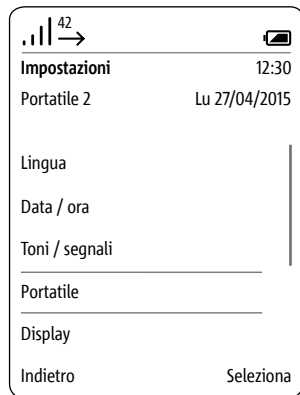 42
Impostazioni 12:30
Portatile 2 Lu 27/04/2015
Lingua
Data / ora
Toni / segnali
Portatile
Display
Indietro Seleziona